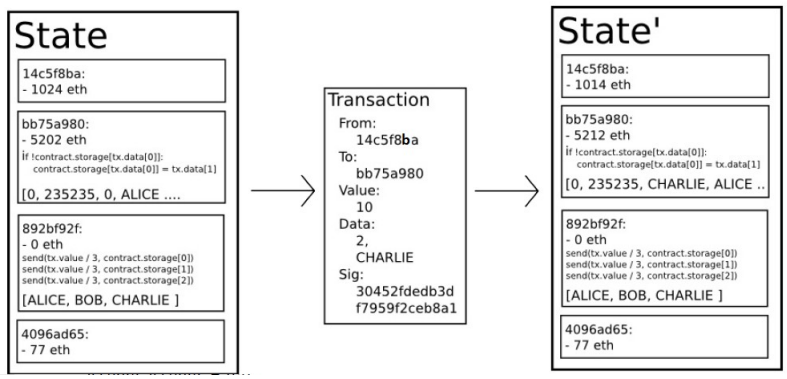 State
14c5f8ba:
- 1024 eth
bb75a980:
- 5202 eth
if !contract.storage[tx.data[0]]:
contract.storage[tx.data[0]] = tx.data[1]
[0, 235235, 0, ALICE ....
892bf92f:
- 0 eth
send(tx.value / 3, contract.storage[0])
send(tx.value / 3, contract.storage[1])
send(tx.value / 3, contract.storage[2])
[ALICE, BOB, CHARLIE ]
4096ad65:
- 77 eth
Transaction
From:
14c5f8ba
To:
bb75a980
Value:
10
Data:
2,
CHARLIE
Sig:
30452fdedb3d
f7959f2ceb8a1
State'
14c5f8ba:
- 1014 eth
bb75a980:
- 5212 eth
if !contract.storage[tx.data[0]]:
contract.storage[tx.data[0]] = tx.data[1]
[0, 235235, CHARLIE, ALICE ..
892bf92f:
- 0 eth
send(tx.value / 3, contract.storage[0])
send(tx.value / 3, contract.storage[1])
send(tx.value / 3, contract.storage[2])
[ALICE, BOB, CHARLIE ]
4096ad65:
- 77 eth